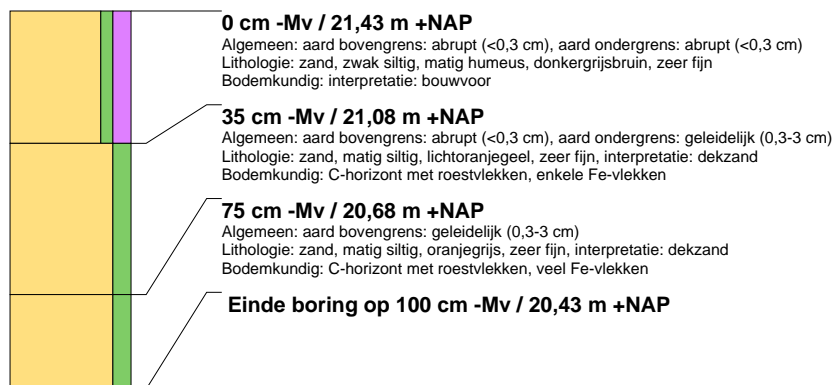 0 cm -Mv / 21,43 m +NAP
Algemeen: aard bovengrens: abrupt (<0,3 cm), aard ondergrens: abrupt (<0,3 cm)
Lithologie: zand, zwak siltig, matig humeus, donkergrijsbruin, zeer fijn
Bodemkundig: interpretatie: bouwvoor
35 cm -Mv / 21,08 m +NAP
Algemeen: aard bovengrens: abrupt (<0,3 cm), aard ondergrens: geleidelijk (0,3-3 cm)
Lithologie: zand, matig siltig, lichtoranjegeel, zeer fijn, interpretatie: dekzand
Bodemkundig: C-horizont met roestvlekken, enkele Fe-vlekken
75 cm -Mv / 20,68 m +NAP
Algemeen: aard bovengrens: geleidelijk (0,3-3 cm)
Lithologie: zand, matig siltig, oranjegrijs, zeer fijn, interpretatie: dekzand
Bodemkundig: C-horizont met roestvlekken, veel Fe-vlekken
Einde boring op 100 cm -Mv / 20,43 m +NAP